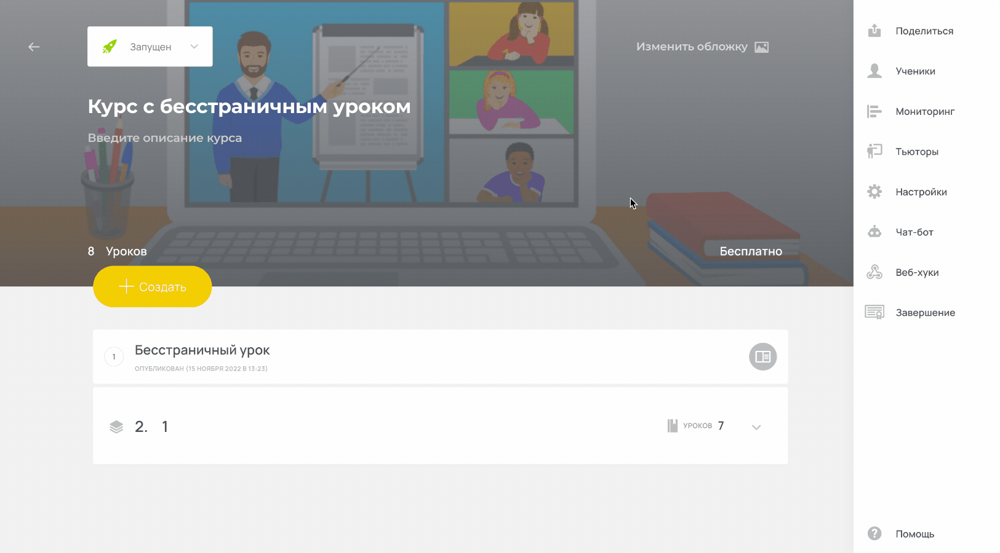 Запущен
Изменить обложку
Курс с бесстраничным уроком
Введите описание курса
8 Уроков
Бесплатно
Создать
1
Бесстраничный урок
ОПУБЛИКОВАН (15 НОЯБРЯ 2022 В 13:23)
2. 1
УРОКОВ 7
Поделиться
Ученики
Мониторинг
Тьюторы
Настройки
Чат-бот
Веб-хуки
Завершение
Помощь